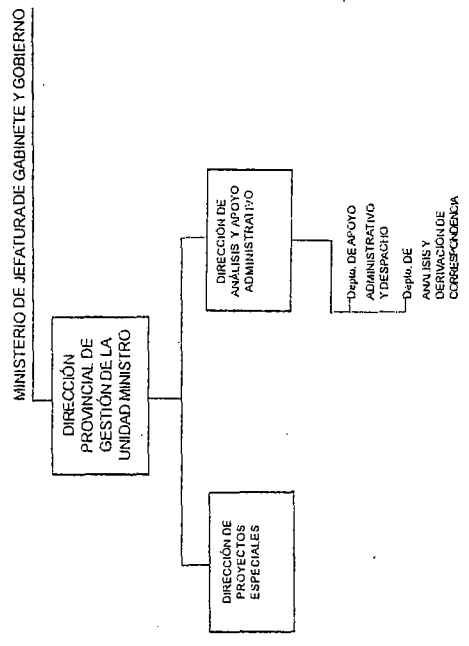 MINISTERIO DE JEFATURA DE GABINETE Y GOBIERNO
DIRECCIÓN
PROVINCIAL DE
GESTIÓN DE LA
UNIDAD MINISTRO
DIRECCIÓN DE
PROYECTOS
ESPECIALES
DIRECCIÓN DE
ANÁLISIS Y APOYO
ADMINISTRATIVO
Depto. DE APOYO
ADMINISTRATIVO
Y DESPACHO
Depto. DE
ANALISIS Y
DERIVACIÓN DE
CORRESPONDENCIA